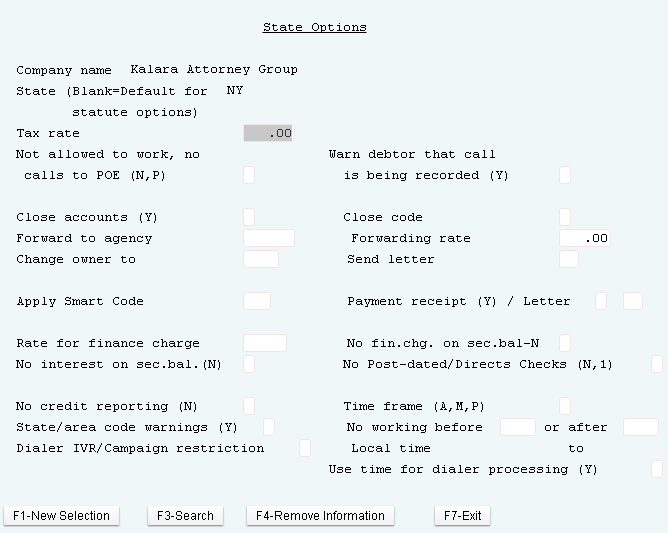 State Options
Company name Kalara Attorney Group
State (Blank=Default for NY
statute options)
Tax rate .00
Not allowed to work, no Warn debtor that call
calls to POE (N,P) is being recorded (Y)
Close accounts (Y) Close code
Forward to agency Forwarding rate .00
Change owner to Send letter
Apply Smart Code Payment receipt (Y) / Letter
Rate for finance charge No fin.chg. on sec.bal-N
No interest on sec.bal.(N) No Post-dated/Directs Checks (N,1)
No credit reporting (N) Time frame (A,M,P)
State/area code warnings (Y) No working before or after
Dialer IVR/Campaign restriction Local time to
Use time for dialer processing (Y)
F1-New Selection F3-Search F4-Remove Information F7-Exit